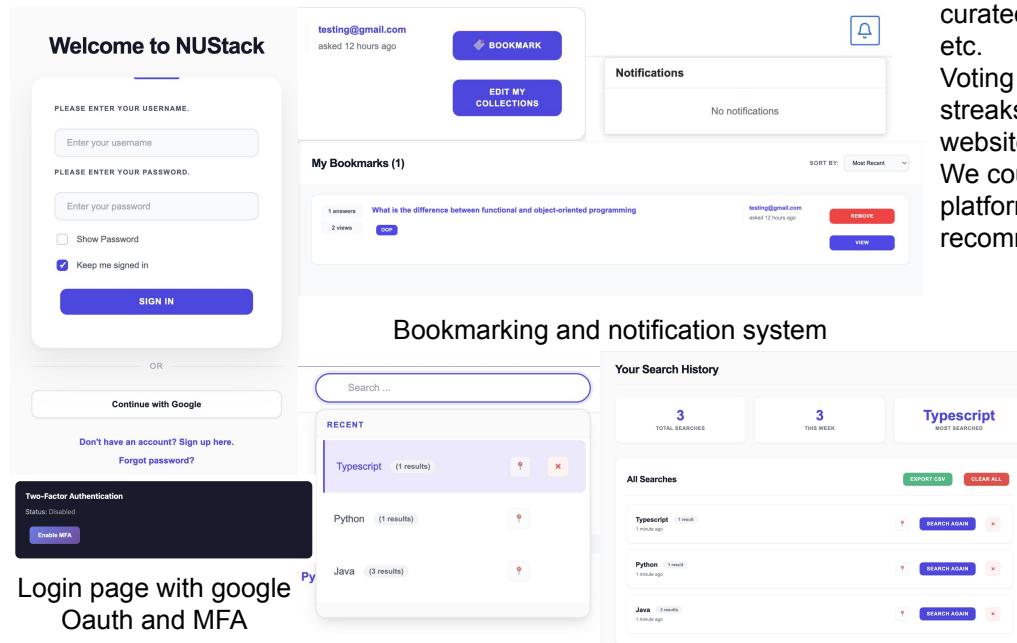 Welcome to NUStack
PLEASE ENTER YOUR USERNAME.
Enter your username
PLEASE ENTER YOUR PASSWORD.
Enter your password
Show Password
Keep me signed in
SIGN IN
OR
Continue with Google
Don't have an account? Sign up here.
Forgot password?
Two-Factor Authentication
Status: Disabled
Enable MFA
Login page with google
Oauth and MFA
testing@gmail.com
asked 12 hours ago
BOOKMARK
EDIT MY
COLLECTIONS
Notifications
No notifications
My Bookmarks (1)
SORT BY:
Most Recent
1 answers
2 views
What is the difference between functional and object-oriented programming
OOP
testing@gmail.com
asked 12 hours ago
REMOVE
VIEW
Bookmarking and notification system
Search ...
RECENT
Typescript (1 results)
Python (1 results)
Java (3 results)
Py
Your Search History
3
TOTAL SEARCHES
3
THIS WEEK
Typescript
MOST SEARCHED
All Searches
EXPORT CSV
CLEAR ALL
Typescript 1 result
1 minute ago
SEARCH AGAIN
Python 1 result
1 minute ago
SEARCH AGAIN
Java 3 results
1 minute ago
SEARCH AGAIN
curated
etc.
Voting
streaks
website
We cou
platform
recomm